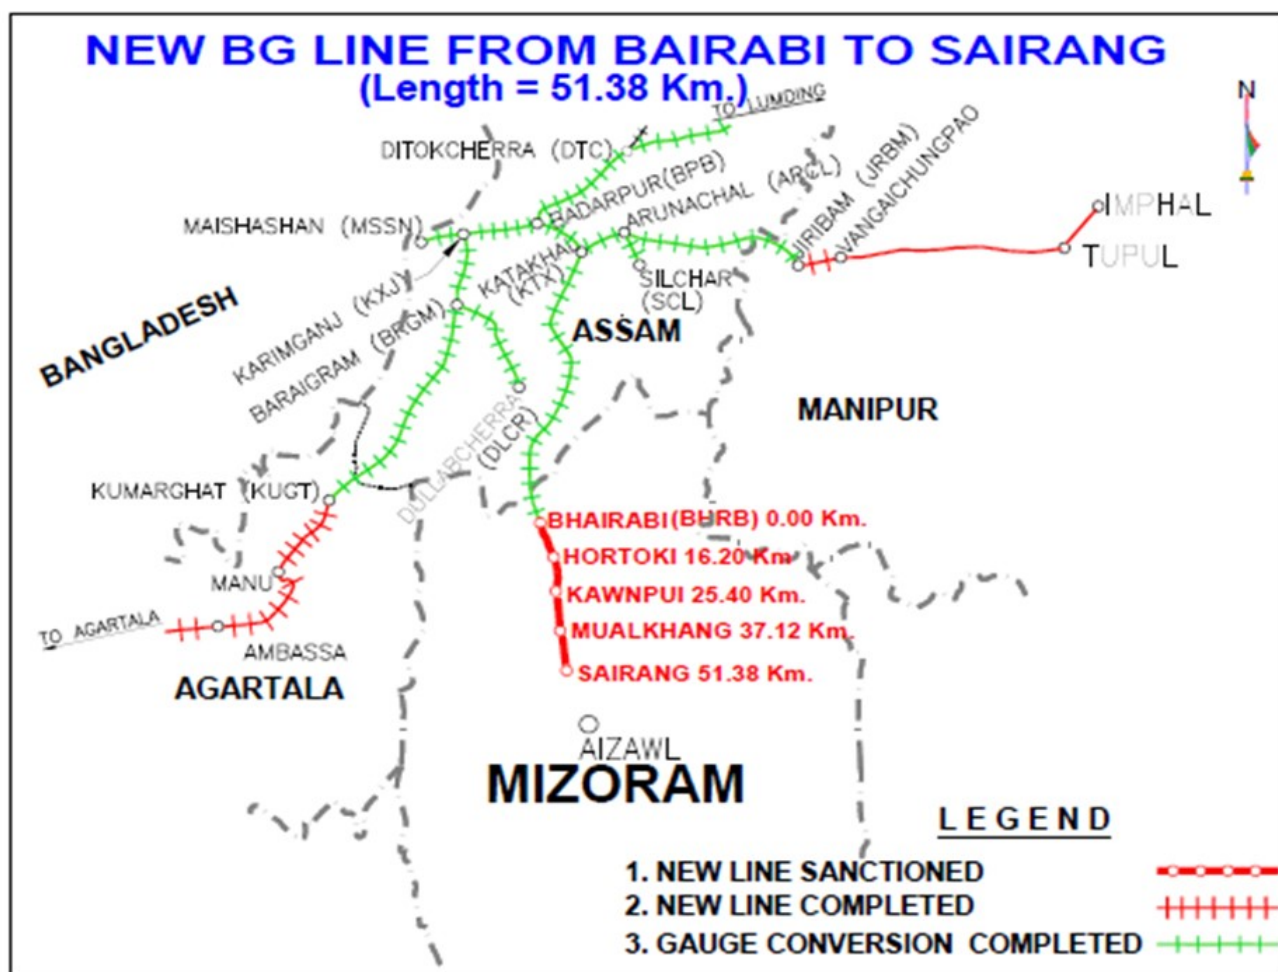 NEW BG LINE FROM BAIRABI TO SAIRANG
(Length = 51.38 Km.)
N
TO LUMDING
DITOKCHERRA (DTC)
BADARPUR(BPB)
ARUNACHAL (ARCL)
JIRIBAM (JRBM)
VANGAICHUNGPAO
MAISHASHAN (MSSN)
IMPHAL
TUPUL
KATAKHAL
(KTX)
SILCHAR
(SCL)
KARIMGANJ (KXJ)
BARAIGRAM (BRGM)
BANGLADESH
ASSAM
MANIPUR
DULLABCHERRA
(DLCR)
KUMARGHAT (KUGT)
BHAIRABI(BHRB) 0.00 Km.
HORTOKI 16.20 Km
KAWNPUI 25.40 Km.
MUALKHANG 37.12 Km.
SAIRANG 51.38 Km.
MANU
TO AGARTALA
AMBASSA
AGARTALA
AIZAWL
MIZORAM
LEGEND
1. NEW LINE SANCTIONED
2. NEW LINE COMPLETED
3. GAUGE CONVERSION COMPLETED